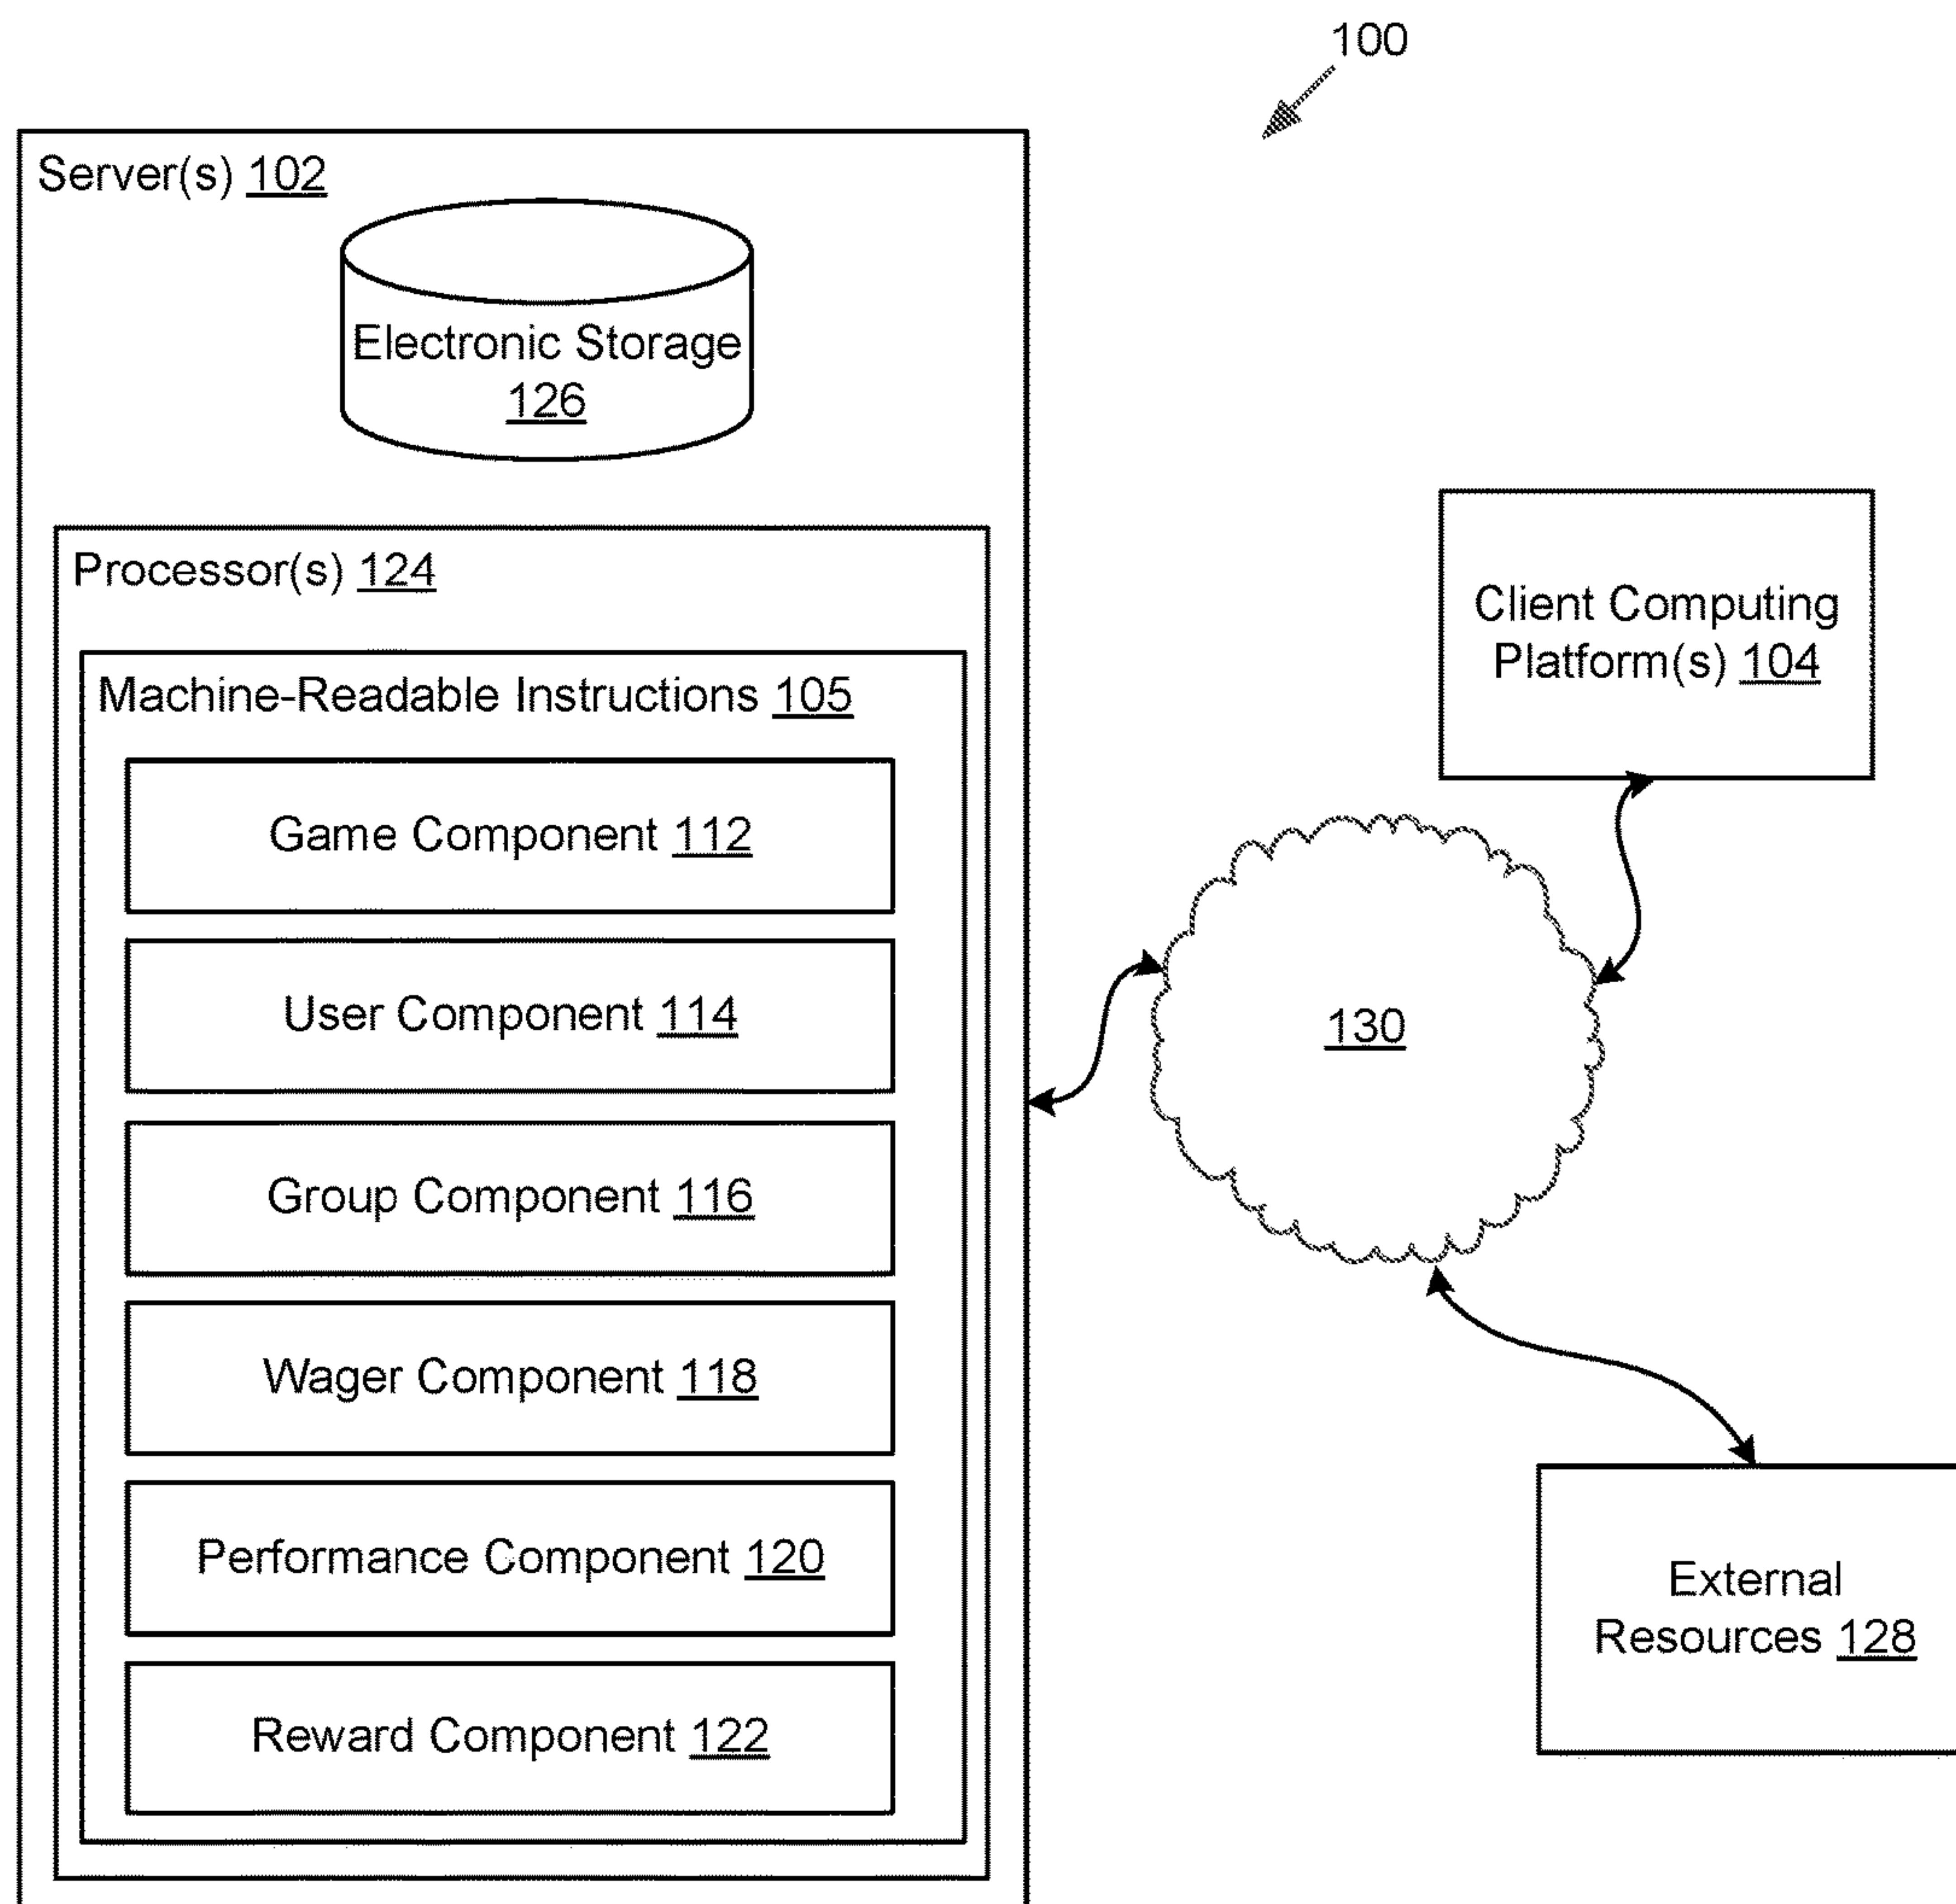 100
Server(s) 102
Electronic Storage
126
Processor(s) 124
Machine-Readable Instructions 105
Game Component 112
User Component 114
Group Component 116
Wager Component 118
Performance Component 120
Reward Component 122
Client Computing
Platform(s) 104
130
External
Resources 128